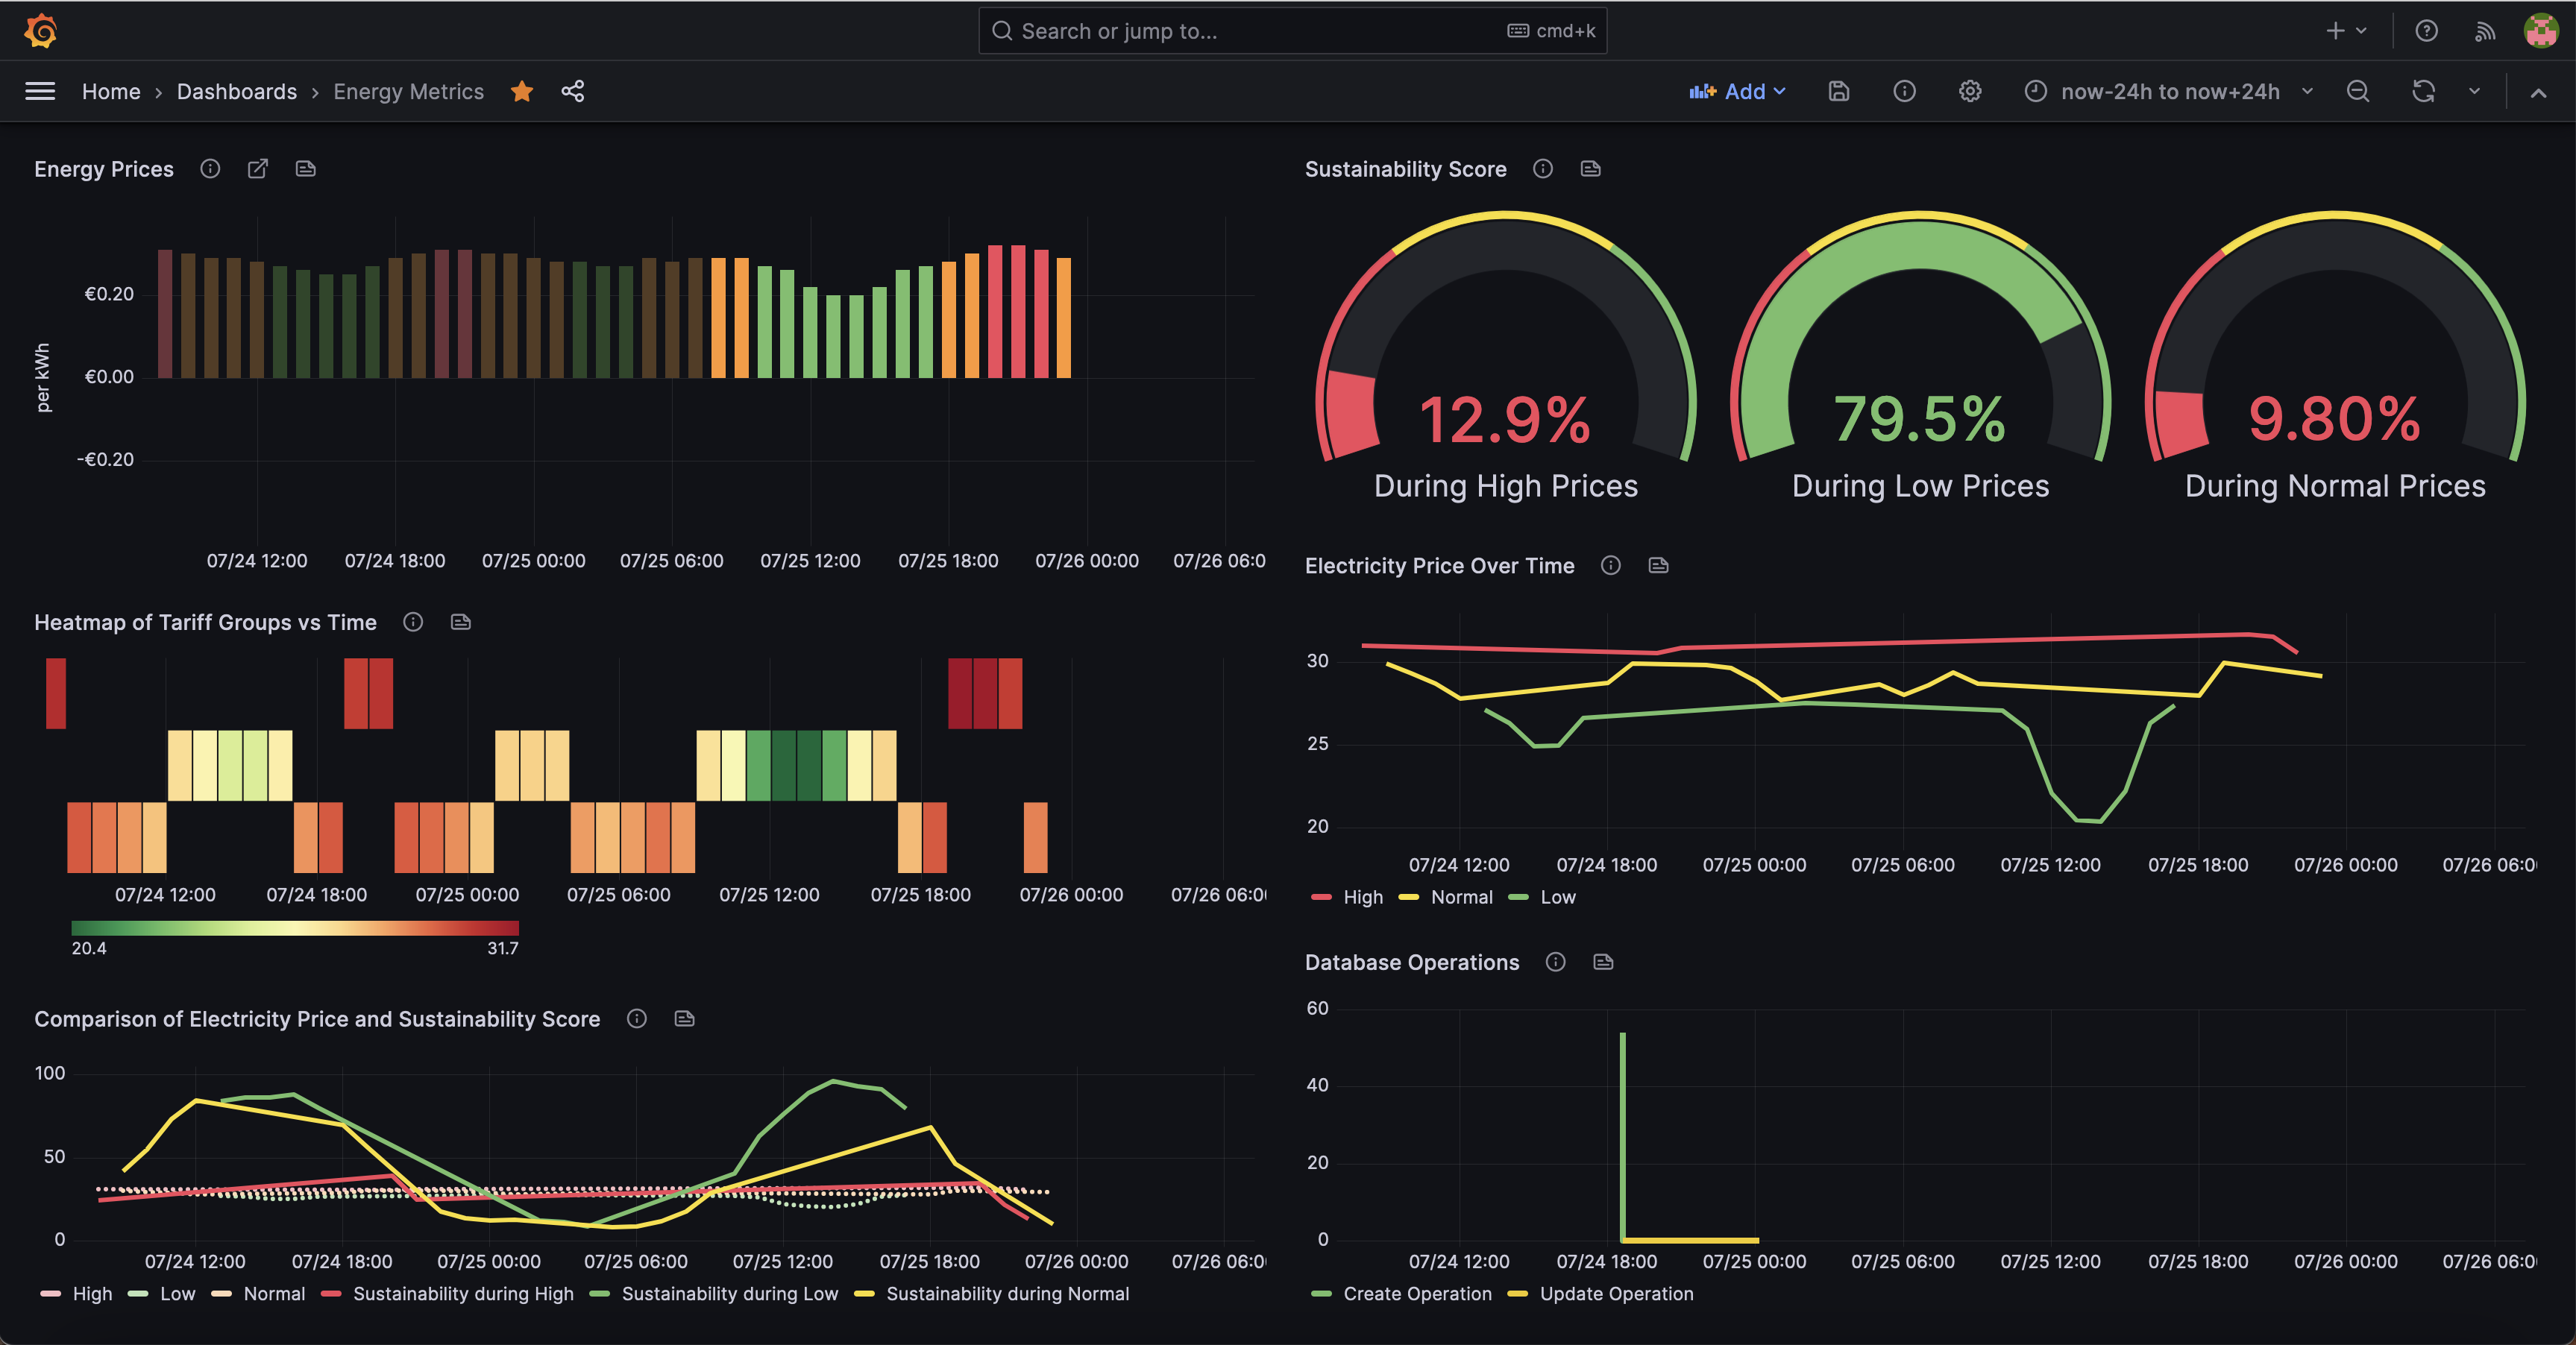 Search or jump to...
cmd+k
Home › Dashboards › Energy Metrics
Add
now-24h to now+24h
Energy Prices
per kWh
€0.20
€0.00
-€0.20
07/24 12:00 07/24 18:00 07/25 00:00 07/25 06:00 07/25 12:00 07/25 18:00 07/26 00:00 07/26 06:0
Sustainability Score
12.9%
During High Prices
79.5%
During Low Prices
9.80%
During Normal Prices
Heatmap of Tariff Groups vs Time
07/24 12:00 07/24 18:00 07/25 00:00 07/25 06:00 07/25 12:00 07/25 18:00 07/26 00:00 07/26 06:0
20.4 31.7
Electricity Price Over Time
30
25
20
07/24 12:00 07/24 18:00 07/25 00:00 07/25 06:00 07/25 12:00 07/25 18:00 07/26 00:00 07/26 06:0
High Normal Low
Comparison of Electricity Price and Sustainability Score
100
50
0
07/24 12:00 07/24 18:00 07/25 00:00 07/25 06:00 07/25 12:00 07/25 18:00 07/26 00:00 07/26 06:0
High Low Normal Sustainability during High Sustainability during Low Sustainability during Normal
Database Operations
60
40
20
0
07/24 12:00 07/24 18:00 07/25 00:00 07/25 06:00 07/25 12:00 07/25 18:00 07/26 00:00 07/26 06:0
Create Operation Update Operation